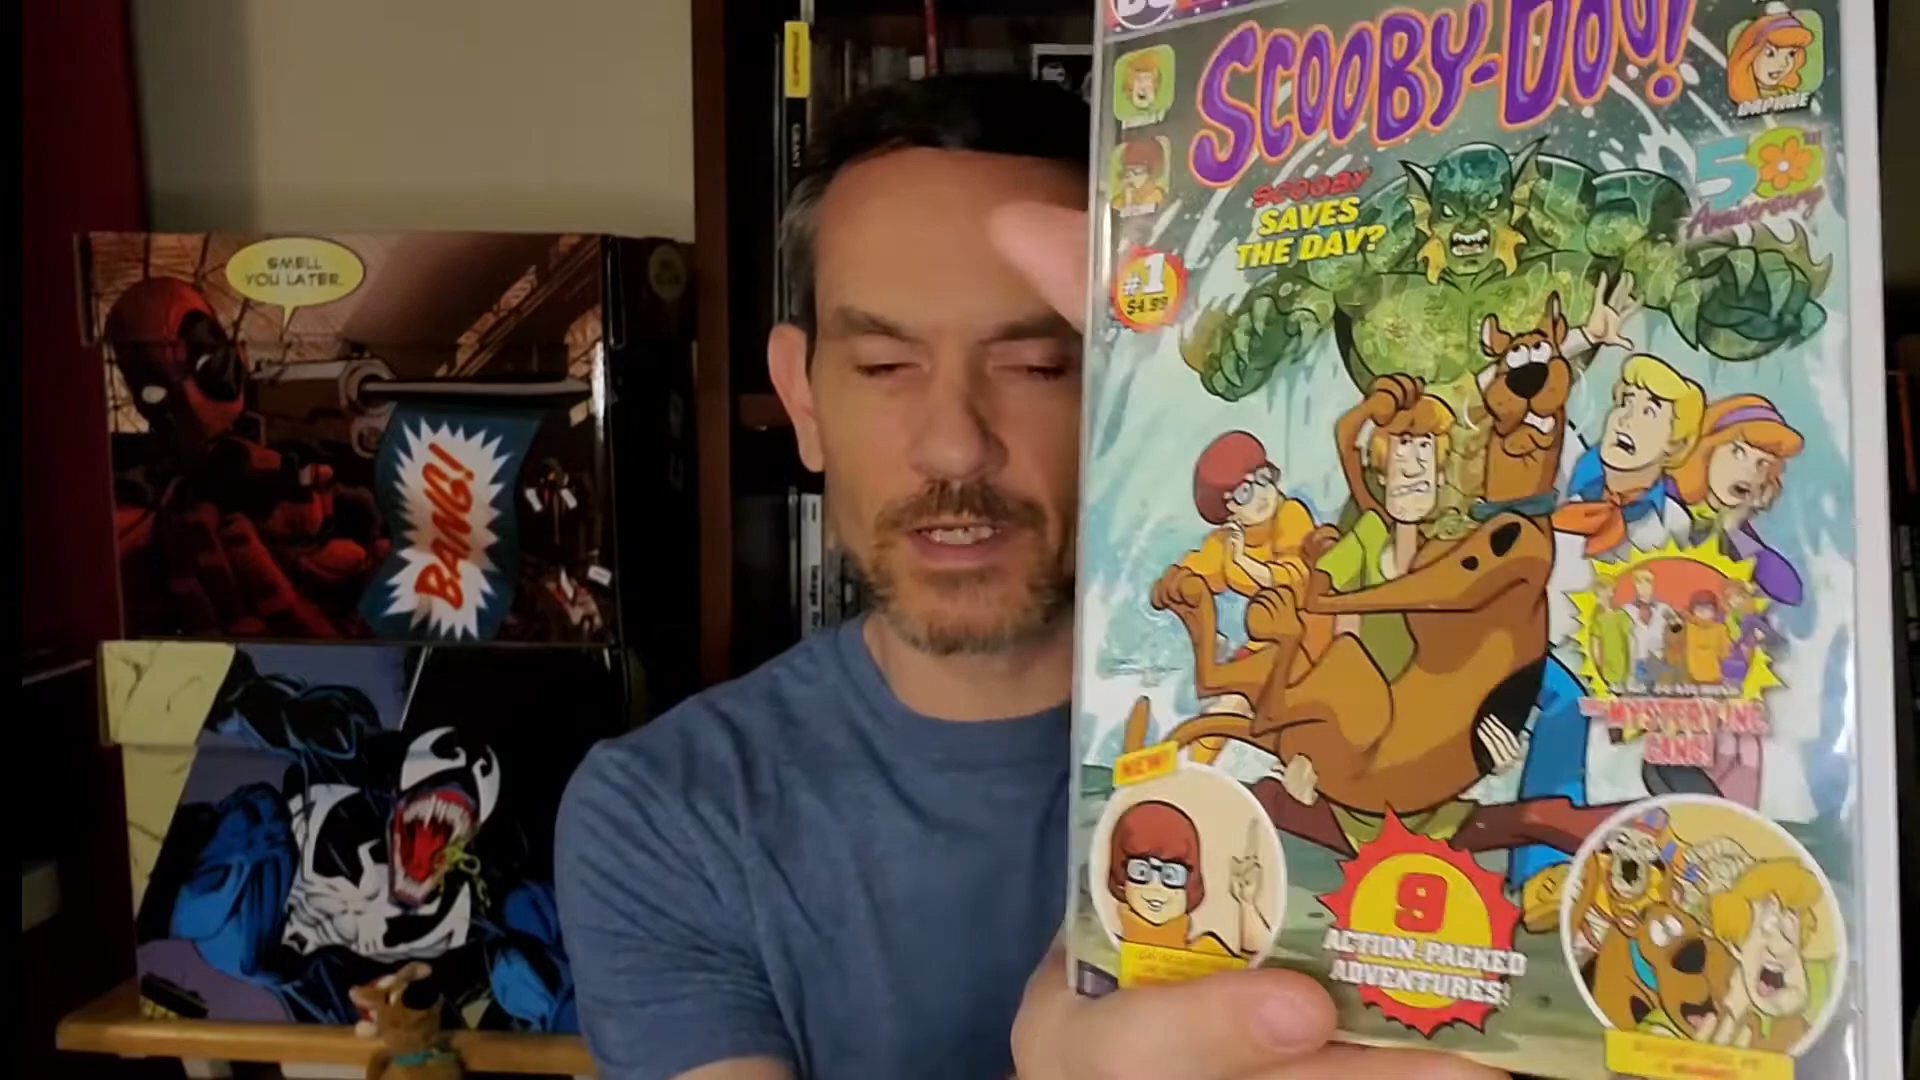 SMELL
YOU LATER.
BANG!
SCOOBY-DOO!
DAPHNE
50TH
Anniversary
SCOOBY
SAVES
THE DAY?
#1
$4.99
MYSTERY INC.
GANG!
NEW!
9
ACTION-PACKED
ADVENTURES!